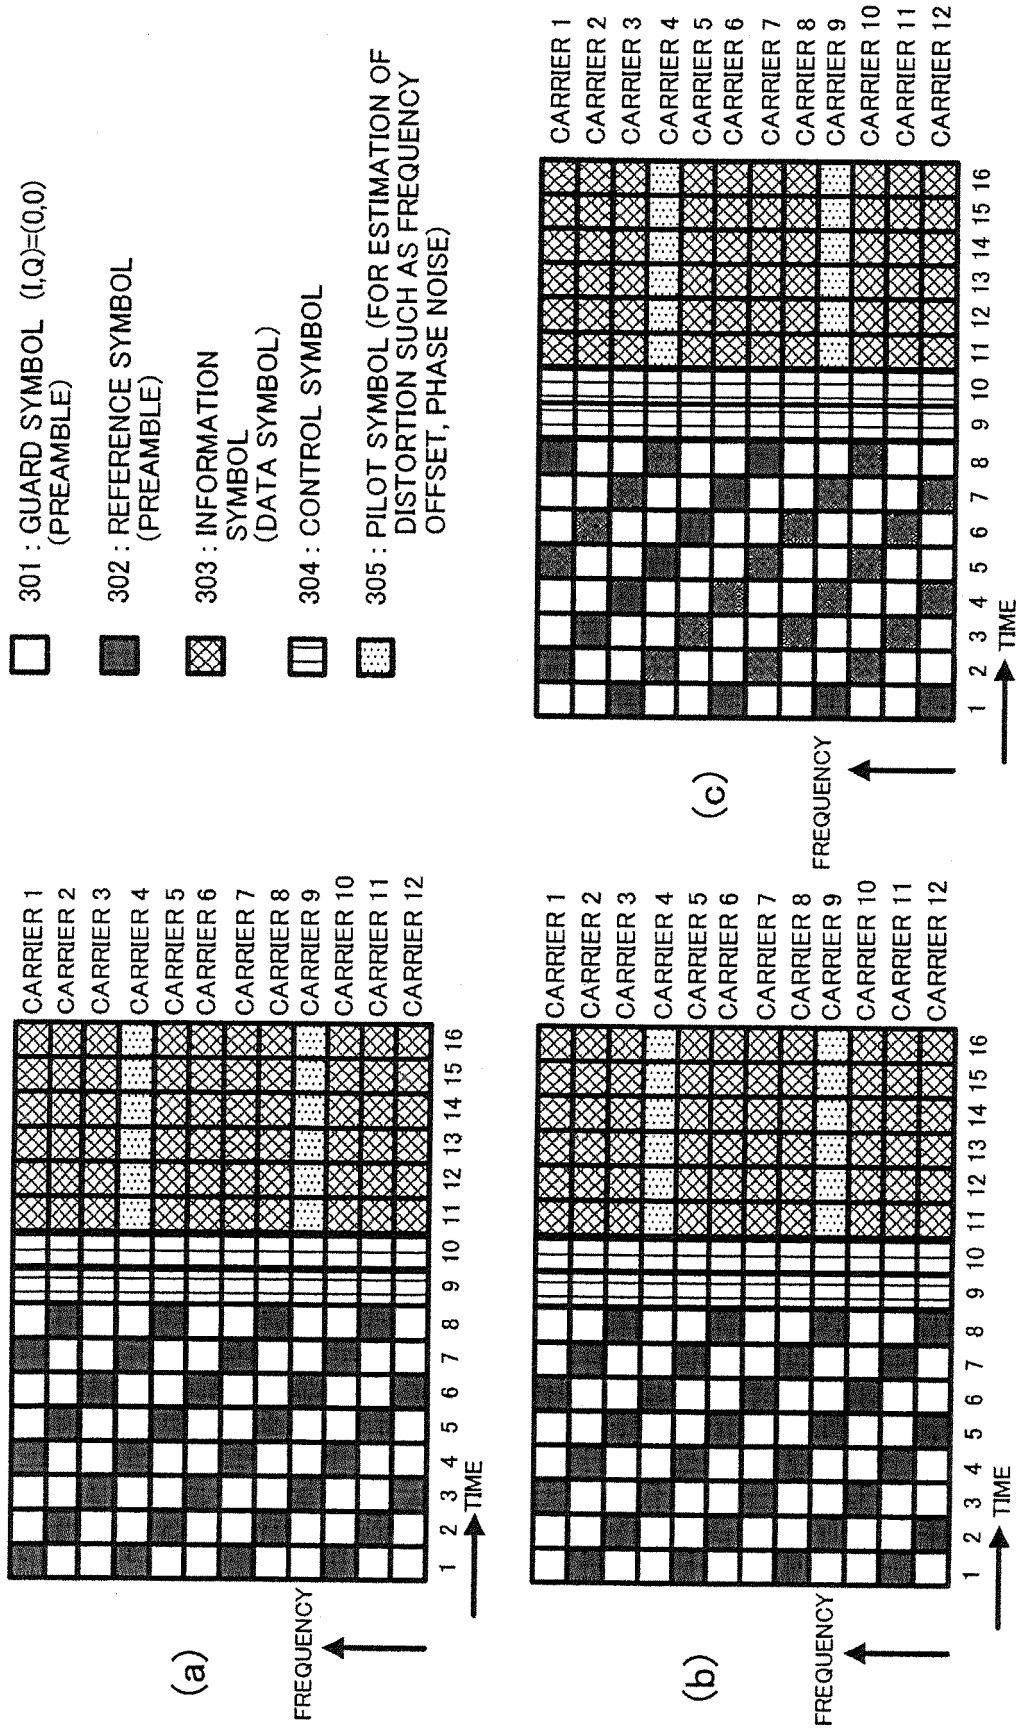 301 : GUARD SYMBOL (I,Q)=(0,0)
(PREAMBLE)
302 : REFERENCE SYMBOL
(PREAMBLE)
303 : INFORMATION
SYMBOL
(DATA SYMBOL)
304 : CONTROL SYMBOL
305 : PILOT SYMBOL (FOR ESTIMATION OF
DISTORTION SUCH AS FREQUENCY
OFFSET, PHASE NOISE)
(a)
FREQUENCY
CARRIER 1
CARRIER 2
CARRIER 3
CARRIER 4
CARRIER 5
CARRIER 6
CARRIER 7
CARRIER 8
CARRIER 9
CARRIER 10
CARRIER 11
CARRIER 12
1 2 3 4 5 6 7 8 9 10 11 12 13 14 15 16
TIME
(b)
FREQUENCY
CARRIER 1
CARRIER 2
CARRIER 3
CARRIER 4
CARRIER 5
CARRIER 6
CARRIER 7
CARRIER 8
CARRIER 9
CARRIER 10
CARRIER 11
CARRIER 12
1 2 3 4 5 6 7 8 9 10 11 12 13 14 15 16
TIME
(c)
FREQUENCY
CARRIER 1
CARRIER 2
CARRIER 3
CARRIER 4
CARRIER 5
CARRIER 6
CARRIER 7
CARRIER 8
CARRIER 9
CARRIER 10
CARRIER 11
CARRIER 12
1 2 3 4 5 6 7 8 9 10 11 12 13 14 15 16
TIME